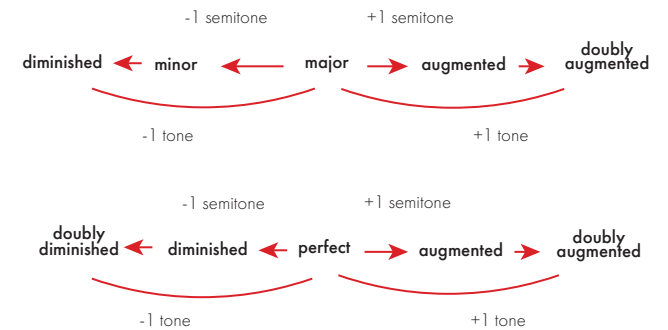 -1 semitone +1 semitone
doubly
diminished minor major augmented augmented
-1 tone +1 tone
-1 semitone +1 semitone
doubly doubly
diminished diminished perfect augmented augmented
-1 tone +1 tone